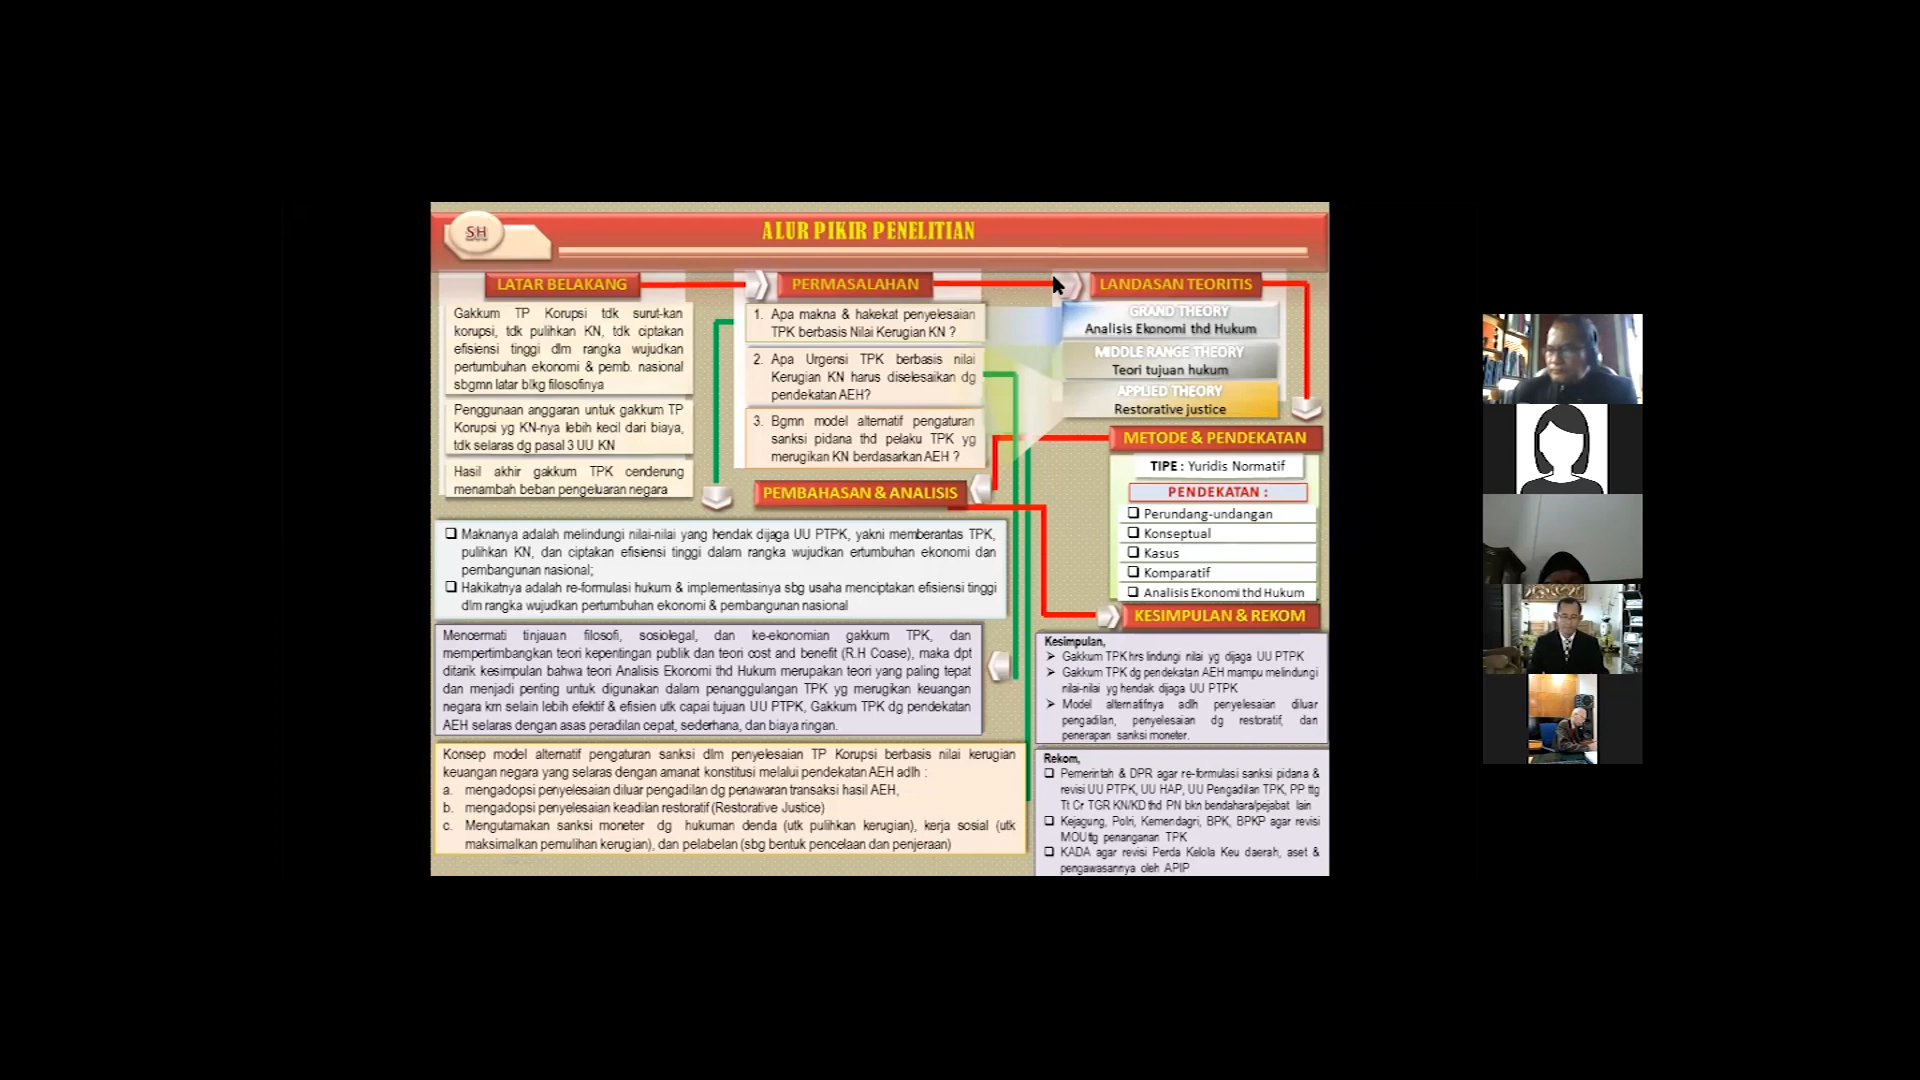 SH
ALUR PIKIR PENELITIAN
LATAR BELAKANG
Gakkum TP Korupsi tdk surut-kan
korupsi, tdk pulihkan KN, tdk ciptakan
efisiensi tinggi dlm rangka wujudkan
pertumbuhan ekonomi & pemb. nasional
sbgmn latar blkg filosofinya
Penggunaan anggaran untuk gakkum TP
Korupsi yg KN-nya lebih kecil dari biaya,
tdk selaras dg pasal 3 UU KN
Hasil akhir gakkum TPK cenderung
menambah beban pengeluaran negara
PERMASALAHAN
1. Apa makna & hakekat penyelesaian
TPK berbasis Nilai Kerugian KN ?
2. Apa Urgensi TPK berbasis nilai
Kerugian KN harus diselesaikan dg
pendekatan AEH?
3. Bgmn model alternatif pengaturan
sanksi pidana thd pelaku TPK yg
merugikan KN berdasarkan AEH ?
LANDASAN TEORITIS
GRAND THEORY
Analisis Ekonomi thd Hukum
MIDDLE RANGE THEORY
Teori tujuan hukum
APPLIED THEORY
Restorative justice
METODE & PENDEKATAN
TIPE : Yuridis Normatif
PENDEKATAN :
❑ Perundang-undangan
❑ Konseptual
❑ Kasus
❑ Komparatif
❑ Analisis Ekonomi thd Hukum
PEMBAHASAN & ANALISIS
❑ Maknanya adalah melindungi nilai-nilai yang hendak dijaga UU PTPK, yakni memberantas TPK,
pulihkan KN, dan ciptakan efisiensi tinggi dalam rangka wujudkan ertumbuhan ekonomi dan
pembangunan nasional;
❑ Hakikatnya adalah re-formulasi hukum & implementasinya sbg usaha menciptakan efisiensi tinggi
dlm rangka wujudkan pertumbuhan ekonomi & pembangunan nasional
Mencermati tinjauan filosofi, sosiolegal, dan ke-ekonomian gakkum TPK, dan
mempertimbangkan teori kepentingan publik dan teori cost and benefit (R.H Coase), maka dpt
ditarik kesimpulan bahwa teori Analisis Ekonomi thd Hukum merupakan teori yang paling tepat
dan menjadi penting untuk digunakan dalam penanggulangan TPK yg merugikan keuangan
negara krn selain lebih efektif & efisien utk capai tujuan UU PTPK, Gakkum TPK dg pendekatan
AEH selaras dengan asas peradilan cepat, sederhana, dan biaya ringan.
Konsep model alternatif pengaturan sanksi dlm penyelesaian TP Korupsi berbasis nilai kerugian
keuangan negara yang selaras dengan amanat konstitusi melalui pendekatan AEH adlh :
a. mengadopsi penyelesaian diluar pengadilan dg penawaran transaksi hasil AEH,
b. mengadopsi penyelesaian keadilan restoratif (Restorative Justice)
c. Mengutamakan sanksi moneter dg hukuman denda (utk pulihkan kerugian), kerja sosial (utk
maksimalkan pemulihan kerugian), dan pelabelan (sbg bentuk pencelaan dan penjeraan)
KESIMPULAN & REKOM
Kesimpulan,
➢ Gakkum TPK hrs lindungi nilai yg dijaga UU PTPK
➢ Gakkum TPK dg pendekatan AEH mampu melindungi
nilai-nilai yg hendak dijaga UU PTPK
➢ Model alternatifnya adlh penyelesaian diluar
pengadilan, penyelesaian dg restoratif, dan
penerapan sanksi moneter.
Rekom,
❑ Pemerintah & DPR agar re-formulasi sanksi pidana &
revisi UU PTPK, UU HAP, UU Pengadilan TPK, PP ttg
Tt Cr TGR KN/KD thd PN bkn bendahara/pejabat lain
❑ Kejagung, Polri, Kemendagri, BPK, BPKP agar revisi
MOU ttg penanganan TPK
❑ KADA agar revisi Perda Kelola Keu daerah, aset &
pengawasannya oleh APIP